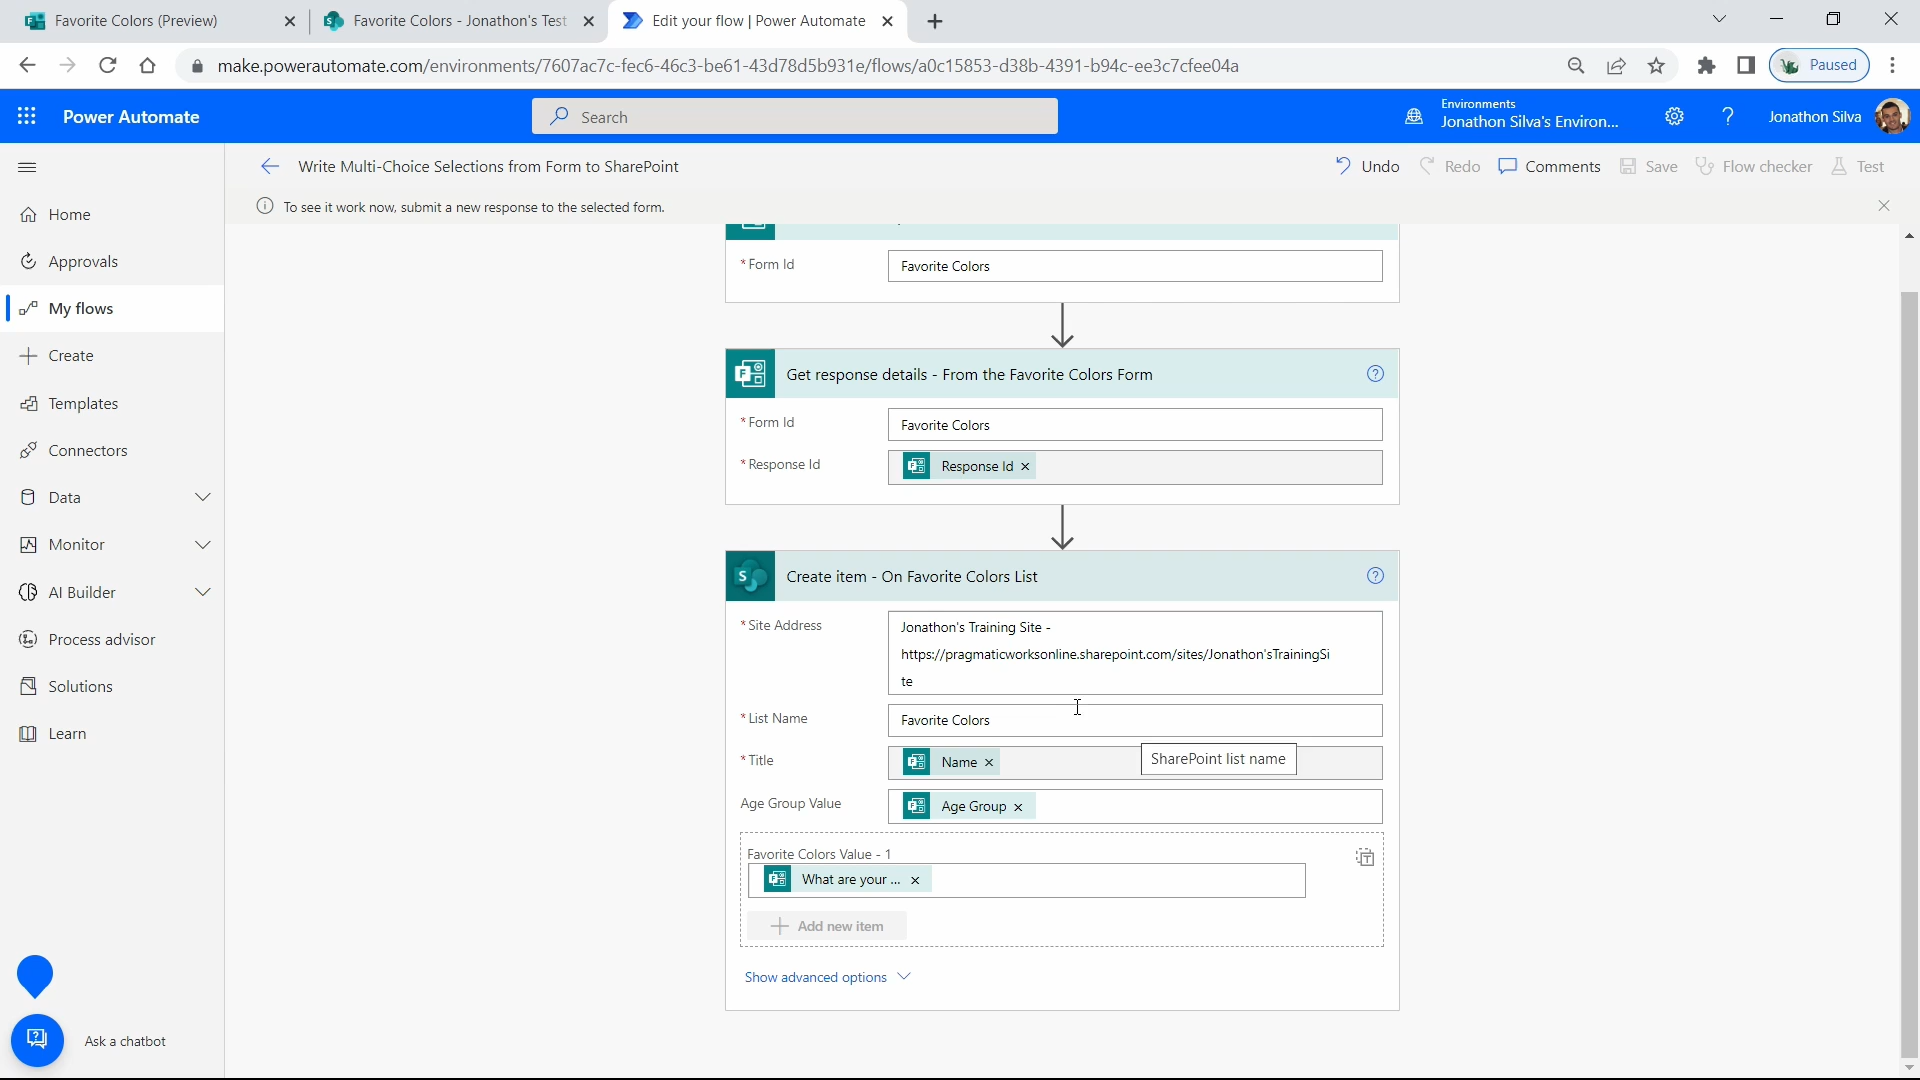 Favorite Colors (Preview)
Favorite Colors - Jonathon's Test
Edit your flow | Power Automate
make.powerautomate.com/environments/7607ac7c-fec6-46c3-be61-43d78d5b931e/flows/a0c15853-d38b-4391-b94c-ee3c7cfee04a
Paused
Power Automate
Search
Environments
Jonathon Silva's Environ...
Jonathon Silva
Write Multi-Choice Selections from Form to SharePoint
Undo
Redo
Comments
Save
Flow checker
Test
To see it work now, submit a new response to the selected form.
Home
Approvals
My flows
Create
Templates
Connectors
Data
Monitor
AI Builder
Process advisor
Solutions
Learn
Ask a chatbot
* Form Id
Favorite Colors
Get response details - From the Favorite Colors Form
* Form Id
Favorite Colors
* Response Id
Response Id
Create item - On Favorite Colors List
* Site Address
Jonathon's Training Site -
https://pragmaticworksonline.sharepoint.com/sites/Jonathon'sTrainingSi
te
* List Name
Favorite Colors
* Title
Name
SharePoint list name
Age Group Value
Age Group
Favorite Colors Value - 1
What are your ...
Add new item
Show advanced options